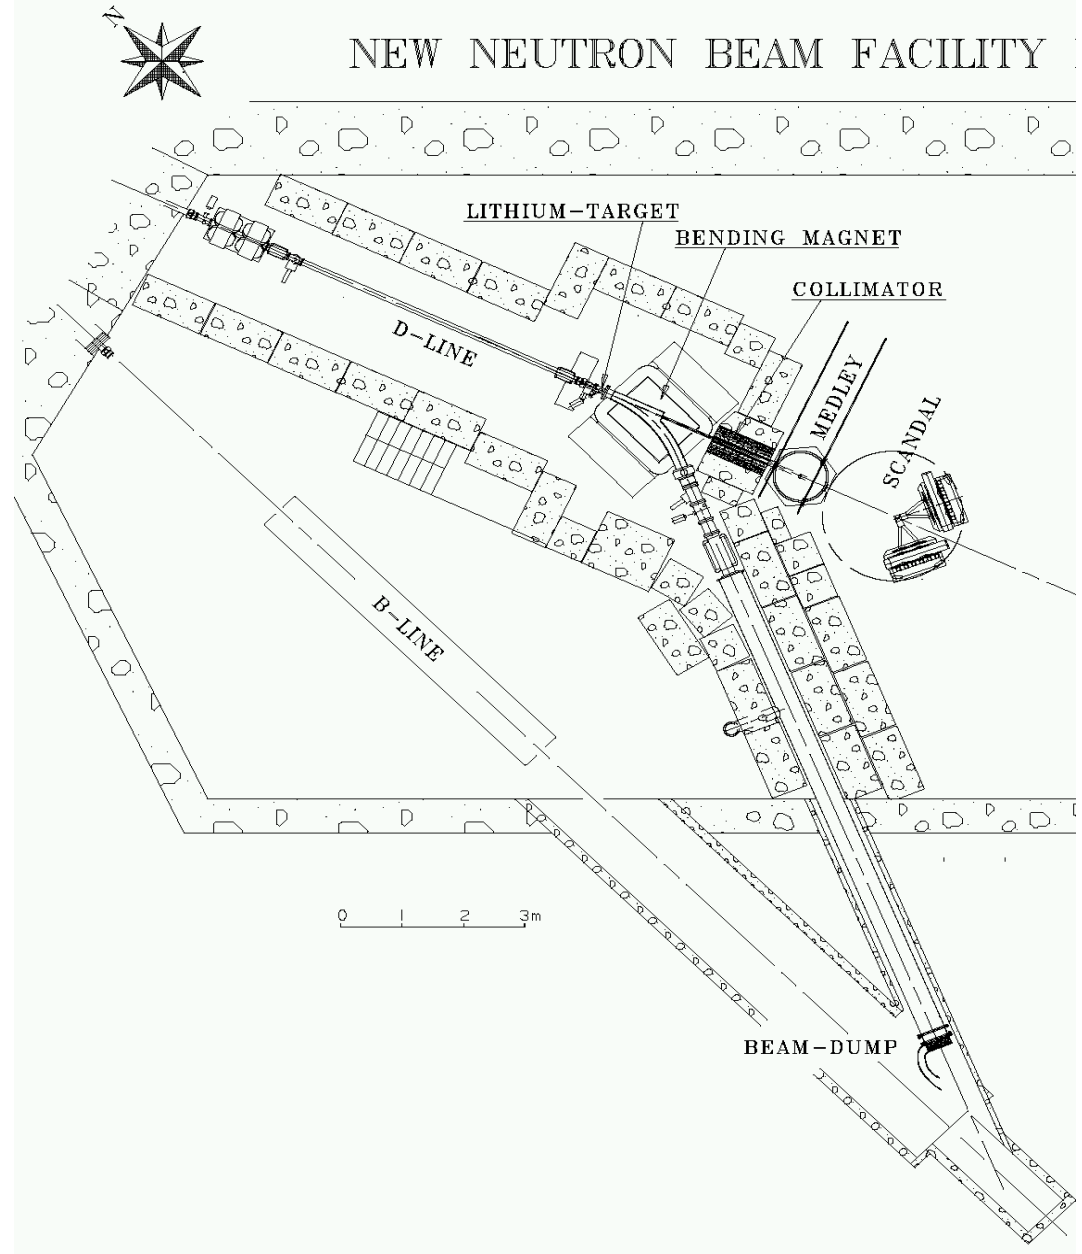 N
NEW NEUTRON BEAM FACILITY
LITHIUM-TARGET
BENDING MAGNET
COLLIMATOR
D-LINE
MEDLEY
SCANDAL
B-LINE
0 1 2 3m
BEAM-DUMP